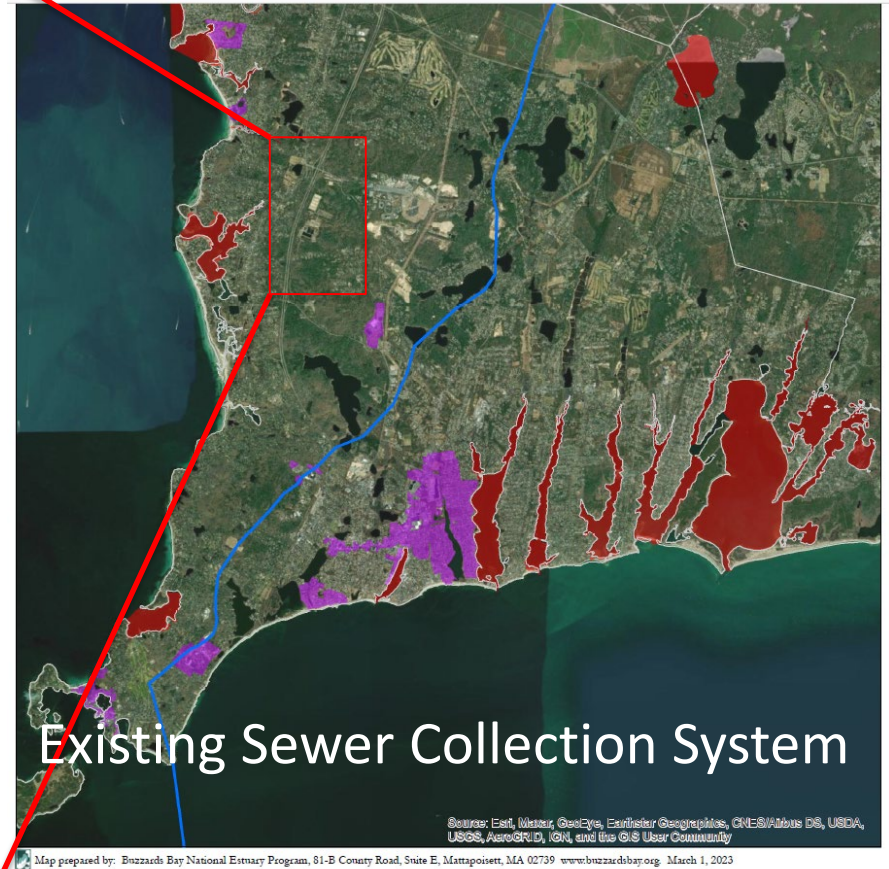 Existing Sewer Collection System
Source: Esri, Maxar, GeoEye, Earthstar Geographics, CNES/Airbus DS, USDA,
USGS, AeroGRID, IGN, and the GIS User Community
Map prepared by: Buzzards Bay National Estuary Program, 81-B County Road, Suite E, Mattapoisett, MA 02739 www.buzzardsbay.org. March 1, 2023